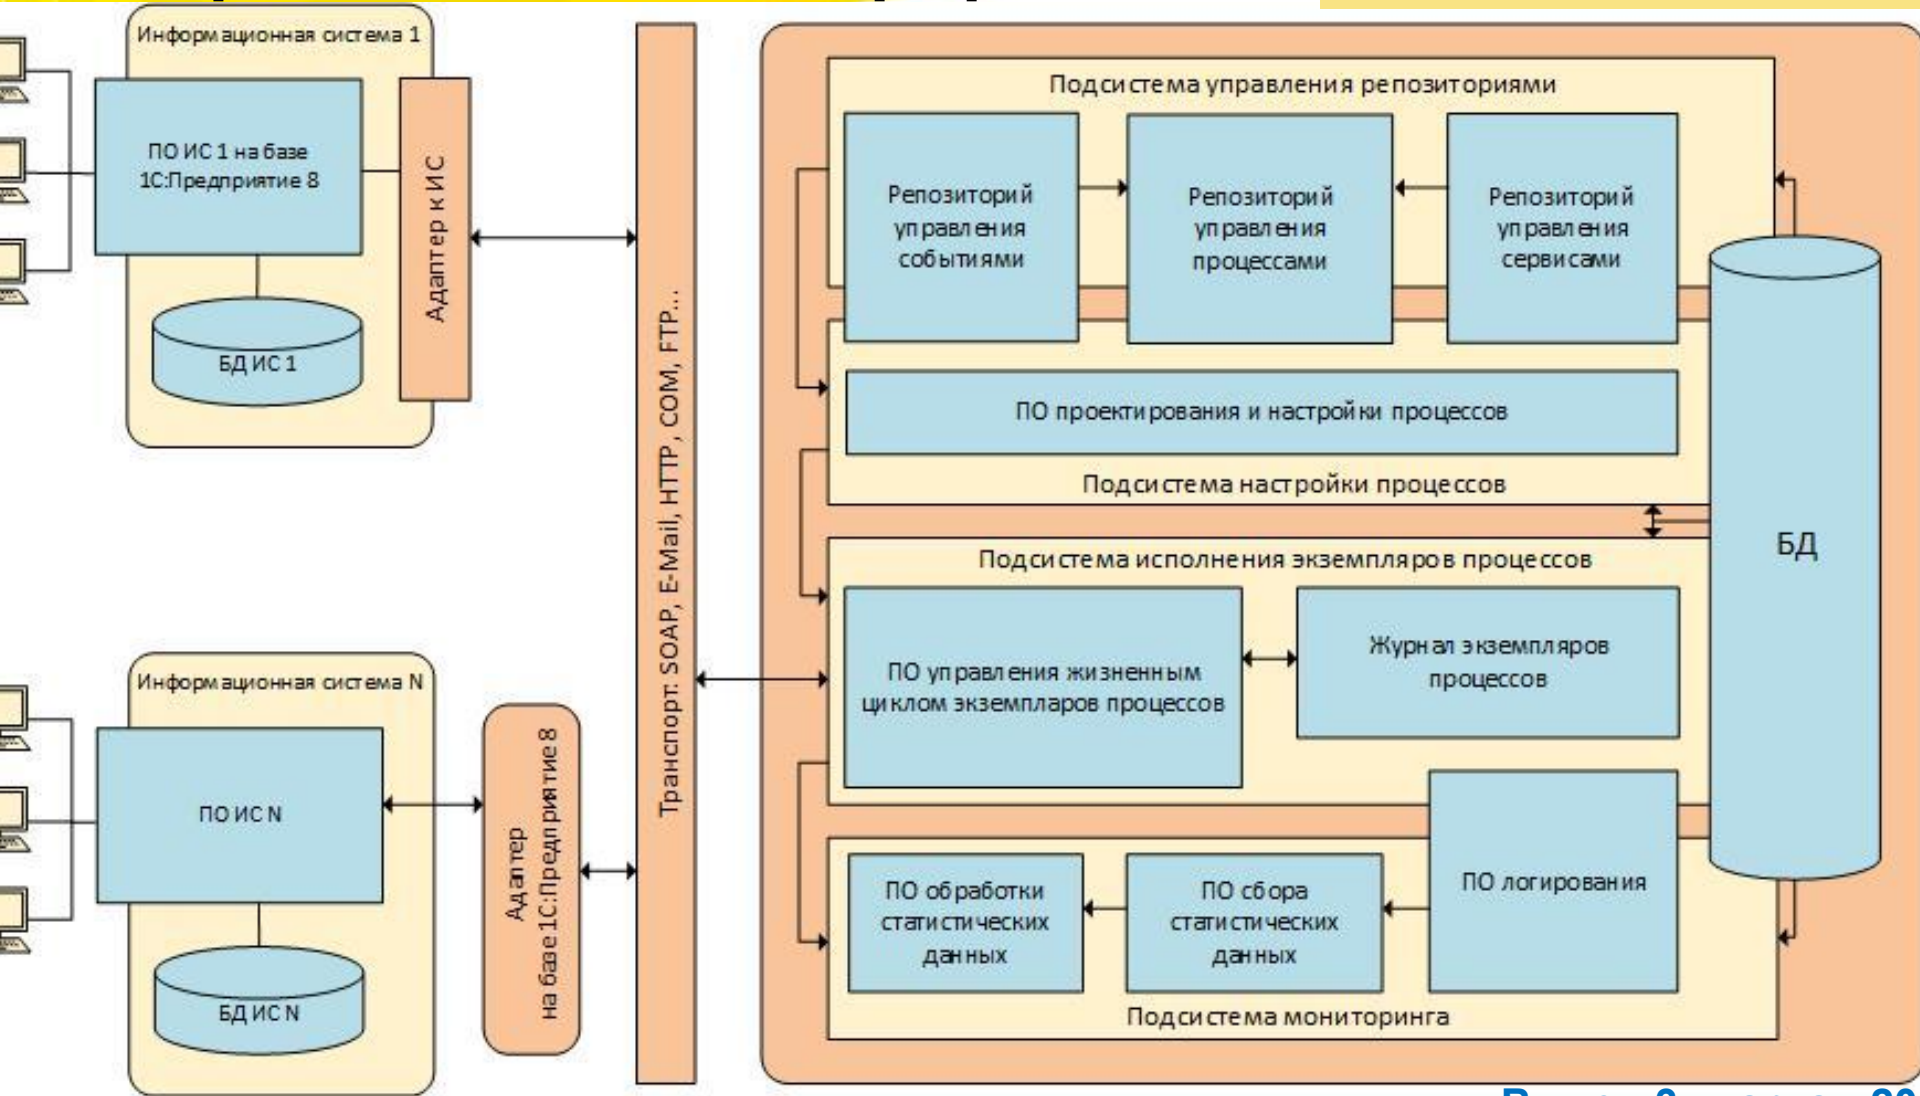 Информационная система 1
ПО ИС 1 на базе
1С:Предприятие 8
БД ИС 1
Адаптер к ИС
Информационная система N
ПО ИС N
БД ИС N
Адаптер
на базе 1С:Предприятие 8
Транспорт: SOAP, E-Mail, HTTP, COM, FTP...
Подсистема управления репозиториями
Репозиторий
управления
событиями
Репозиторий
управления
процессами
Репозиторий
управления
сервисами
ПО проектирования и настройки процессов
Подсистема настройки процессов
Подсистема исполнения экземпляров процессов
ПО управления жизненным
циклом экземпларов процессов
Журнал экземпляров
процессов
ПО обработки
статистических
данных
ПО сбора
статистических
данных
ПО логирования
Подсистема мониторинга
БД